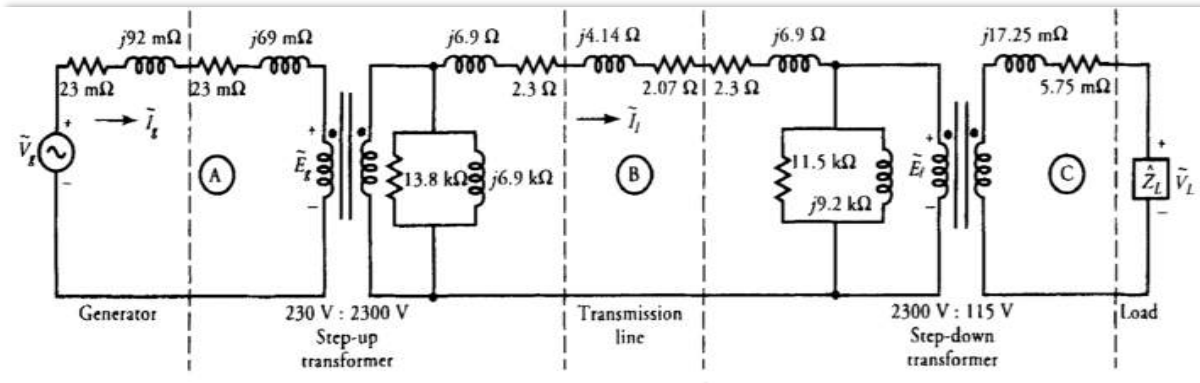 j92 mΩ j69 mΩ j6.9 Ω j4.14 Ω j6.9 Ω j17.25 mΩ
23 mΩ 23 mΩ 2.3 Ω 2.07 Ω 2.3 Ω 5.75 mΩ
Ĩg Ĩl
+ + + +
Ṽg A Ẽg 13.8 kΩ j6.9 kΩ B 11.5 kΩ j9.2 kΩ Ẽl C ẐL ṼL
− − − −
Generator 230 V : 2300 V Transmission 2300 V : 115 V Load
Step-up line Step-down
transformer transformer